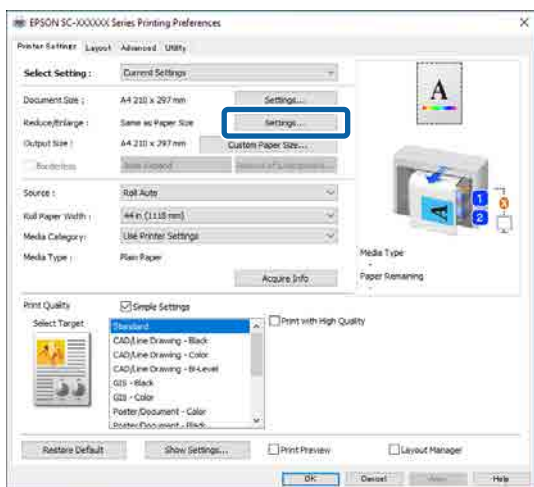 EPSON SC-XXXXXX Series Printing Preferences
Printer Settings Layout Advanced Utility
Select Setting : Current Settings
Document Size : A4 210 x 297 mm Settings...
Reduce/Enlarge : Same as Paper Size Settings...
Output Size : A4 210 x 297 mm Custom Paper Size...
Borderless
Source : Roll Auto
Roll Paper Width : 44 in (1118 mm)
Media Category: Use Printer Settings
Media Type : Plain Paper
Acquire Info
A
A
1
2
Media Type
-
Paper Remaining
-
Print Quality Simple Settings
Select Target
Standard
CAD/Line Drawing - Black
CAD/Line Drawing - Color
CAD/Line Drawing - Bi-Level
GIS - Black
GIS - Color
Poster/Document - Color
Poster/Document - Black
Print with High Quality
Restore Default Show Settings... Print Preview Layout Manager
OK Cancel Help